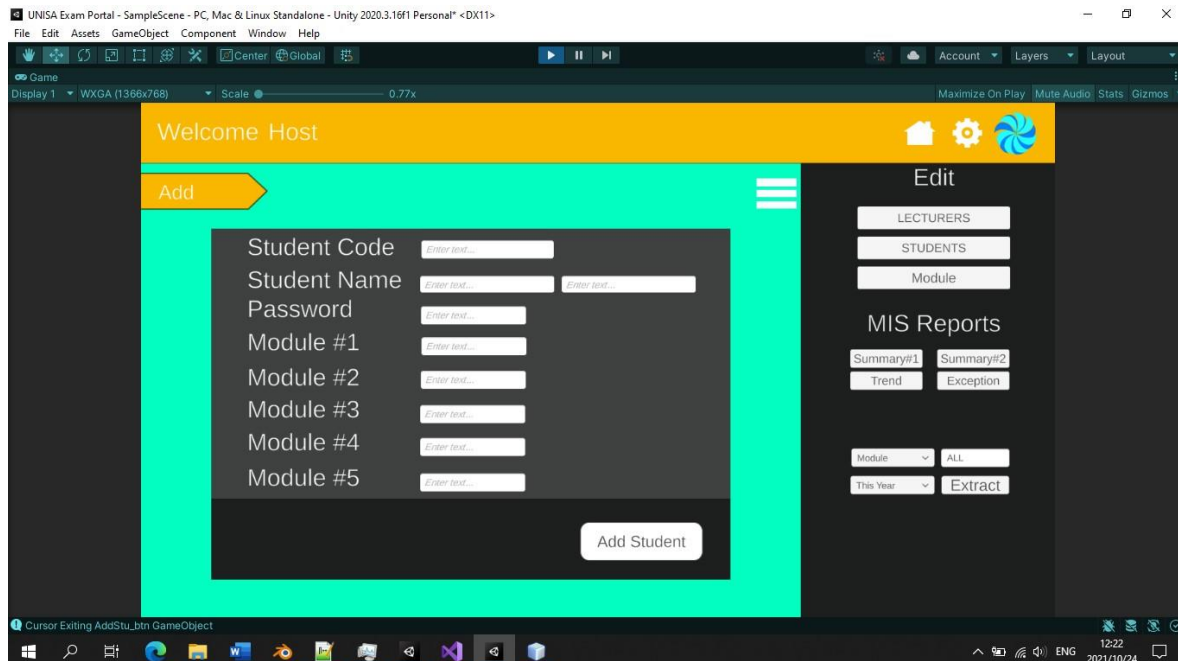 UNISA Exam Portal - SampleScene - PC, Mac & Linux Standalone - Unity 2020.3.16f1 Personal* <DX11>
File Edit Assets GameObject Component Window Help
Center Global Account Layers Layout
Game
Display 1 WXGA (1366x768) Scale 0.77x Maximize On Play Mute Audio Stats Gizmos
Welcome Host
Add
Student Code Enter text...
Student Name Enter text... Enter text...
Password Enter text...
Module #1 Enter text...
Module #2 Enter text...
Module #3 Enter text...
Module #4 Enter text...
Module #5 Enter text...
Add Student
Edit
LECTURERS
STUDENTS
Module
MIS Reports
Summary#1 Summary#2
Trend Exception
Module ALL
This Year Extract
Cursor Exiting AddStu_btn GameObject
ENG 12:22
2021/10/24